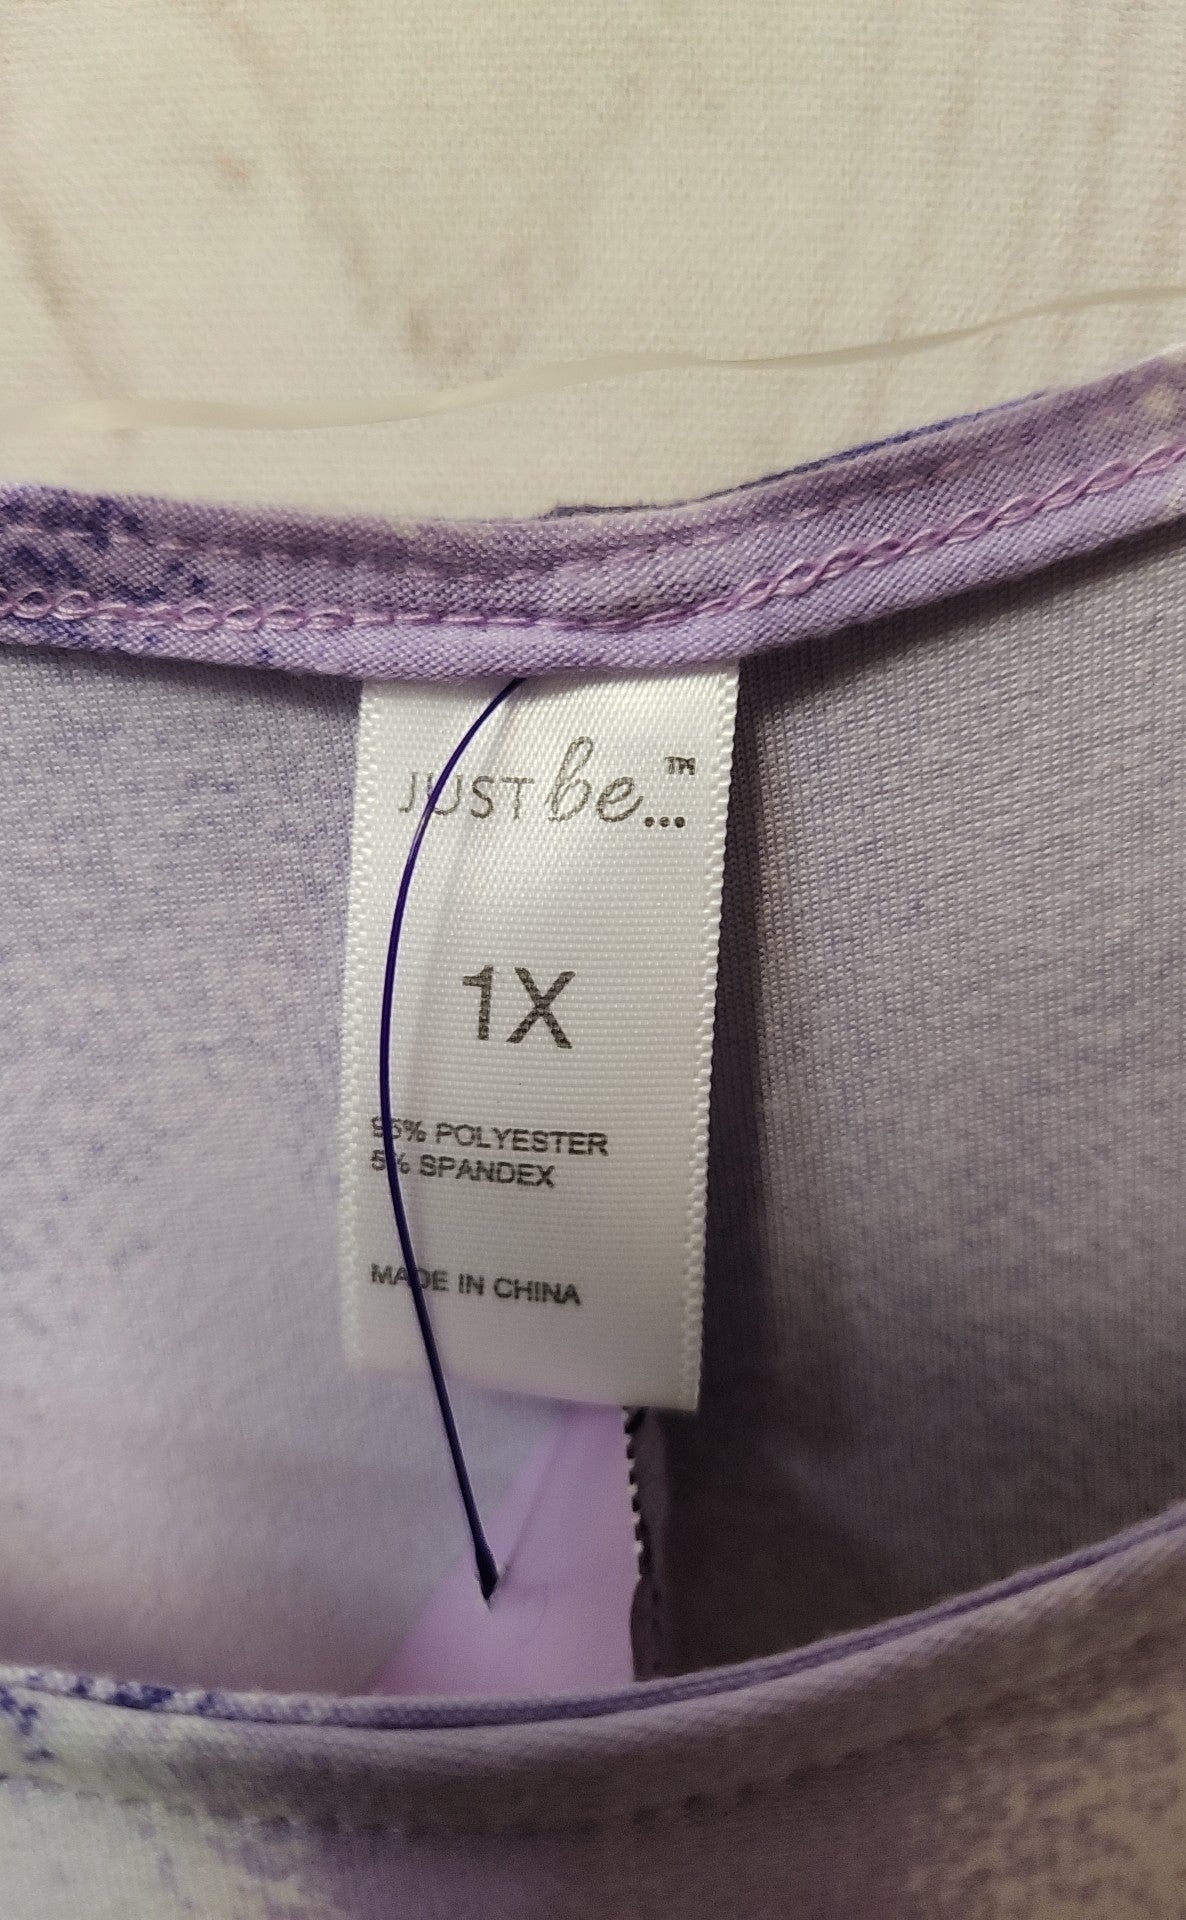 JUST be...™
1X
95% POLYESTER
5% SPANDEX
MADE IN CHINA